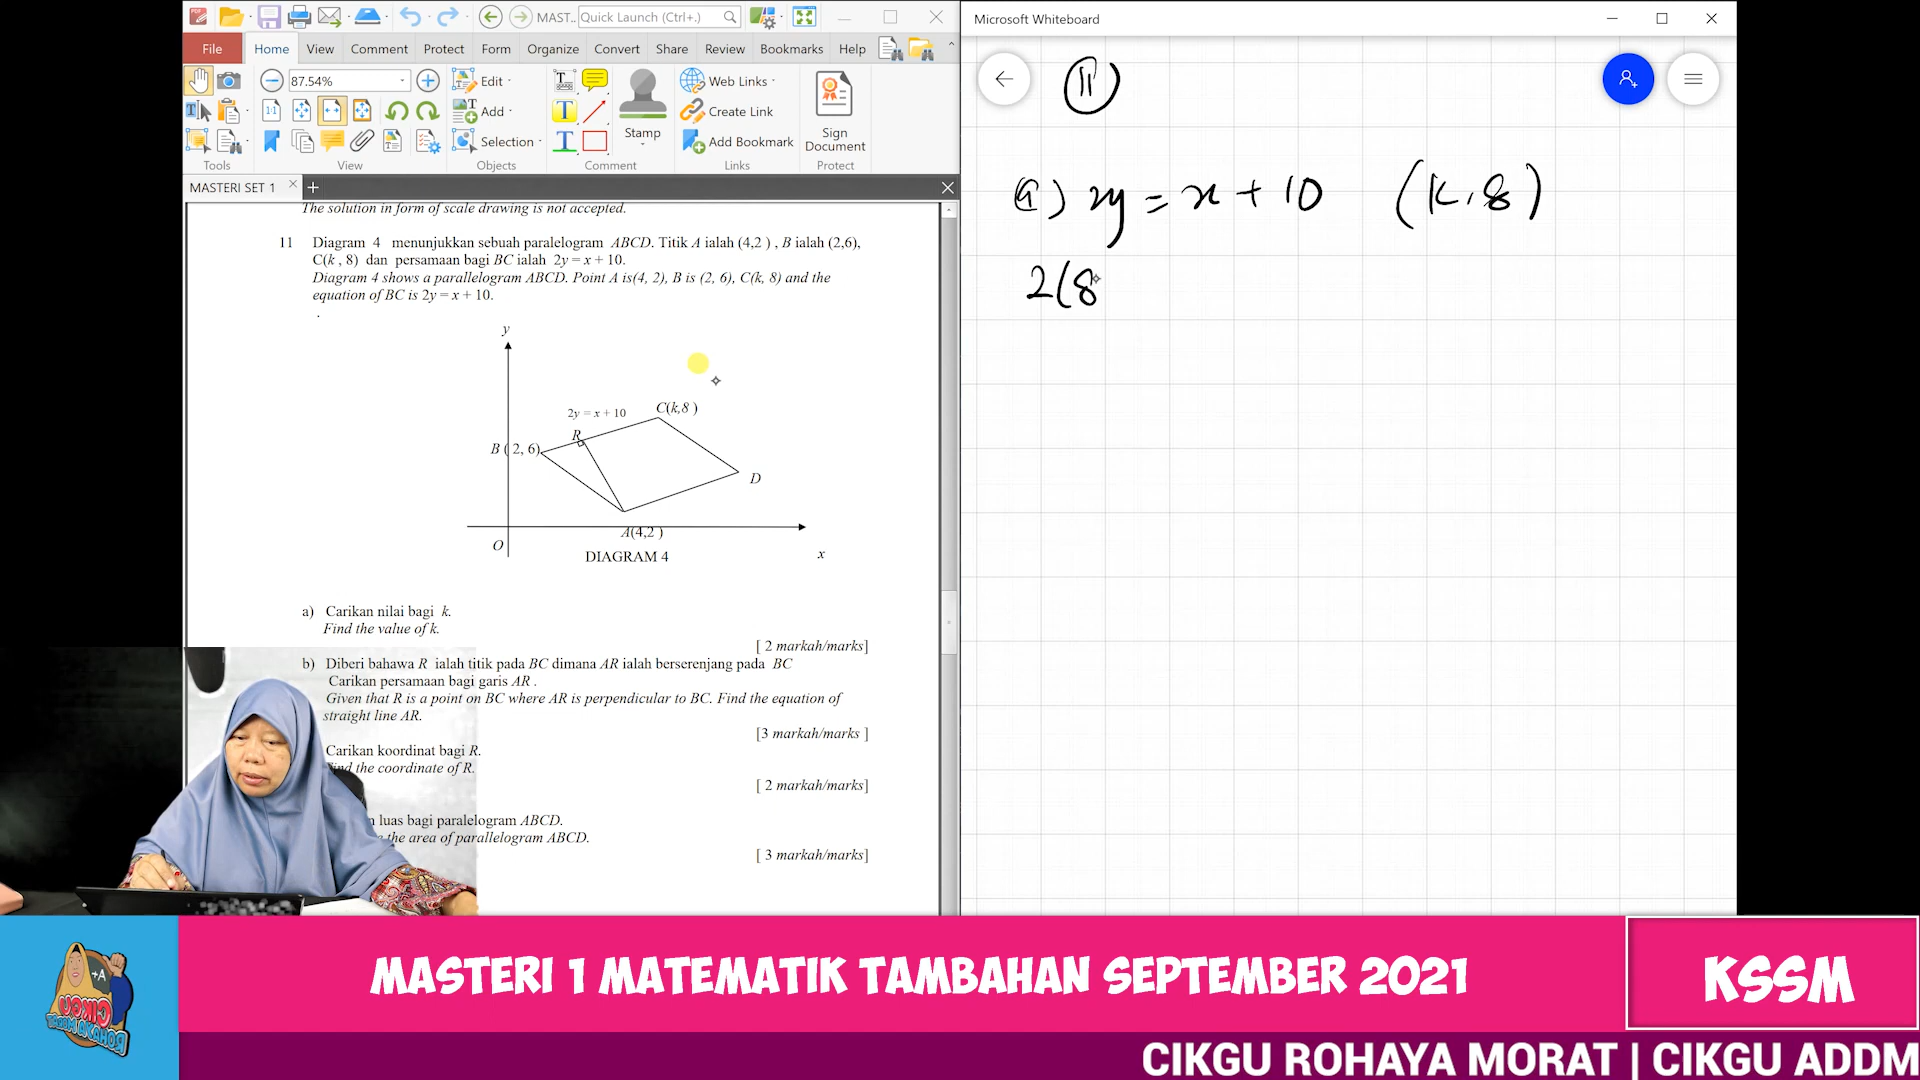 MAST..
Quick Launch (Ctrl+.)
File Home View Comment Protect Form Organize Convert Share Review Bookmarks Help
87.54%
Edit
Add
Selection
Stamp
Web Links
Create Link
Add Bookmark
Sign
Document
Tools View Objects Comment Links Protect
MASTERI SET 1
The solution in form of scale drawing is not accepted.
11 Diagram 4 menunjukkan sebuah paralelogram ABCD. Titik A ialah (4,2 ) , B ialah (2,6),
C(k , 8) dan persamaan bagi BC ialah 2y = x + 10.
Diagram 4 shows a parallelogram ABCD. Point A is(4, 2), B is (2, 6), C(k, 8) and the
equation of BC is 2y = x + 10.
.
y
2y = x + 10
C(k,8 )
R
B ( 2, 6)
D
A(4,2 )
O
x
DIAGRAM 4
a) Carikan nilai bagi k.
Find the value of k.
[ 2 markah/marks]
b) Diberi bahawa R ialah titik pada BC dimana AR ialah berserenjang pada BC
Carikan persamaan bagi garis AR .
Given that R is a point on BC where AR is perpendicular to BC. Find the equation of
straight line AR.
[3 markah/marks ]
Carikan koordinat bagi R.
the coordinate of R.
[ 2 markah/marks]
luas bagi paralelogram ABCD.
the area of parallelogram ABCD.
[ 3 markah/marks]
Microsoft Whiteboard
11
a) 2y = x + 10 (k, 8)
2(8
MASTERI 1 MATEMATIK TAMBAHAN SEPTEMBER 2021
KSSM
+A
CIKGU
ROHAYA MORAT
CIKGU ROHAYA MORAT | CIKGU ADDM